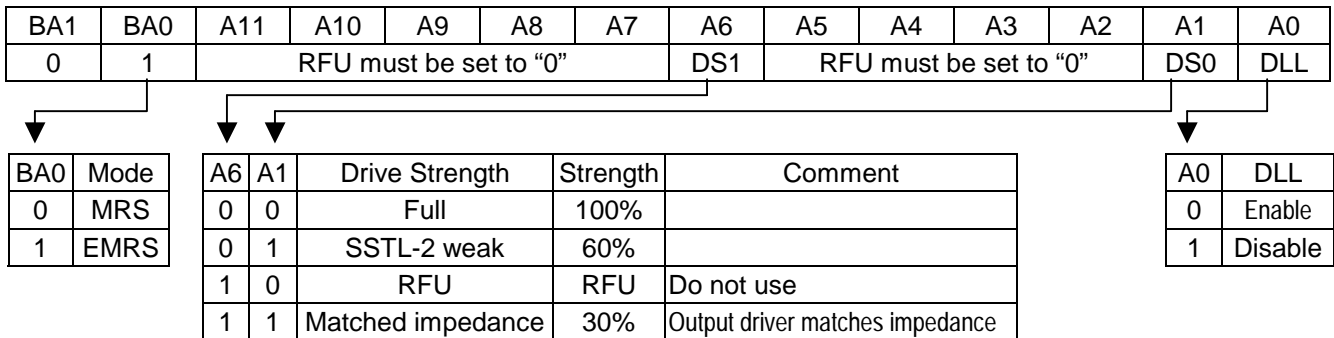 BA1 BA0 A11 A10 A9 A8 A7 A6 A5 A4 A3 A2 A1 A0
0 1 RFU must be set to “0” DS1 RFU must be set to “0” DS0 DLL
BA0 Mode A6 A1 Drive Strength Strength Comment A0 DLL
0 MRS 0 0 Full 100% 0 Enable
1 EMRS 0 1 SSTL-2 weak 60% 1 Disable
1 0 RFU RFU Do not use
1 1 Matched impedance 30% Output driver matches impedance